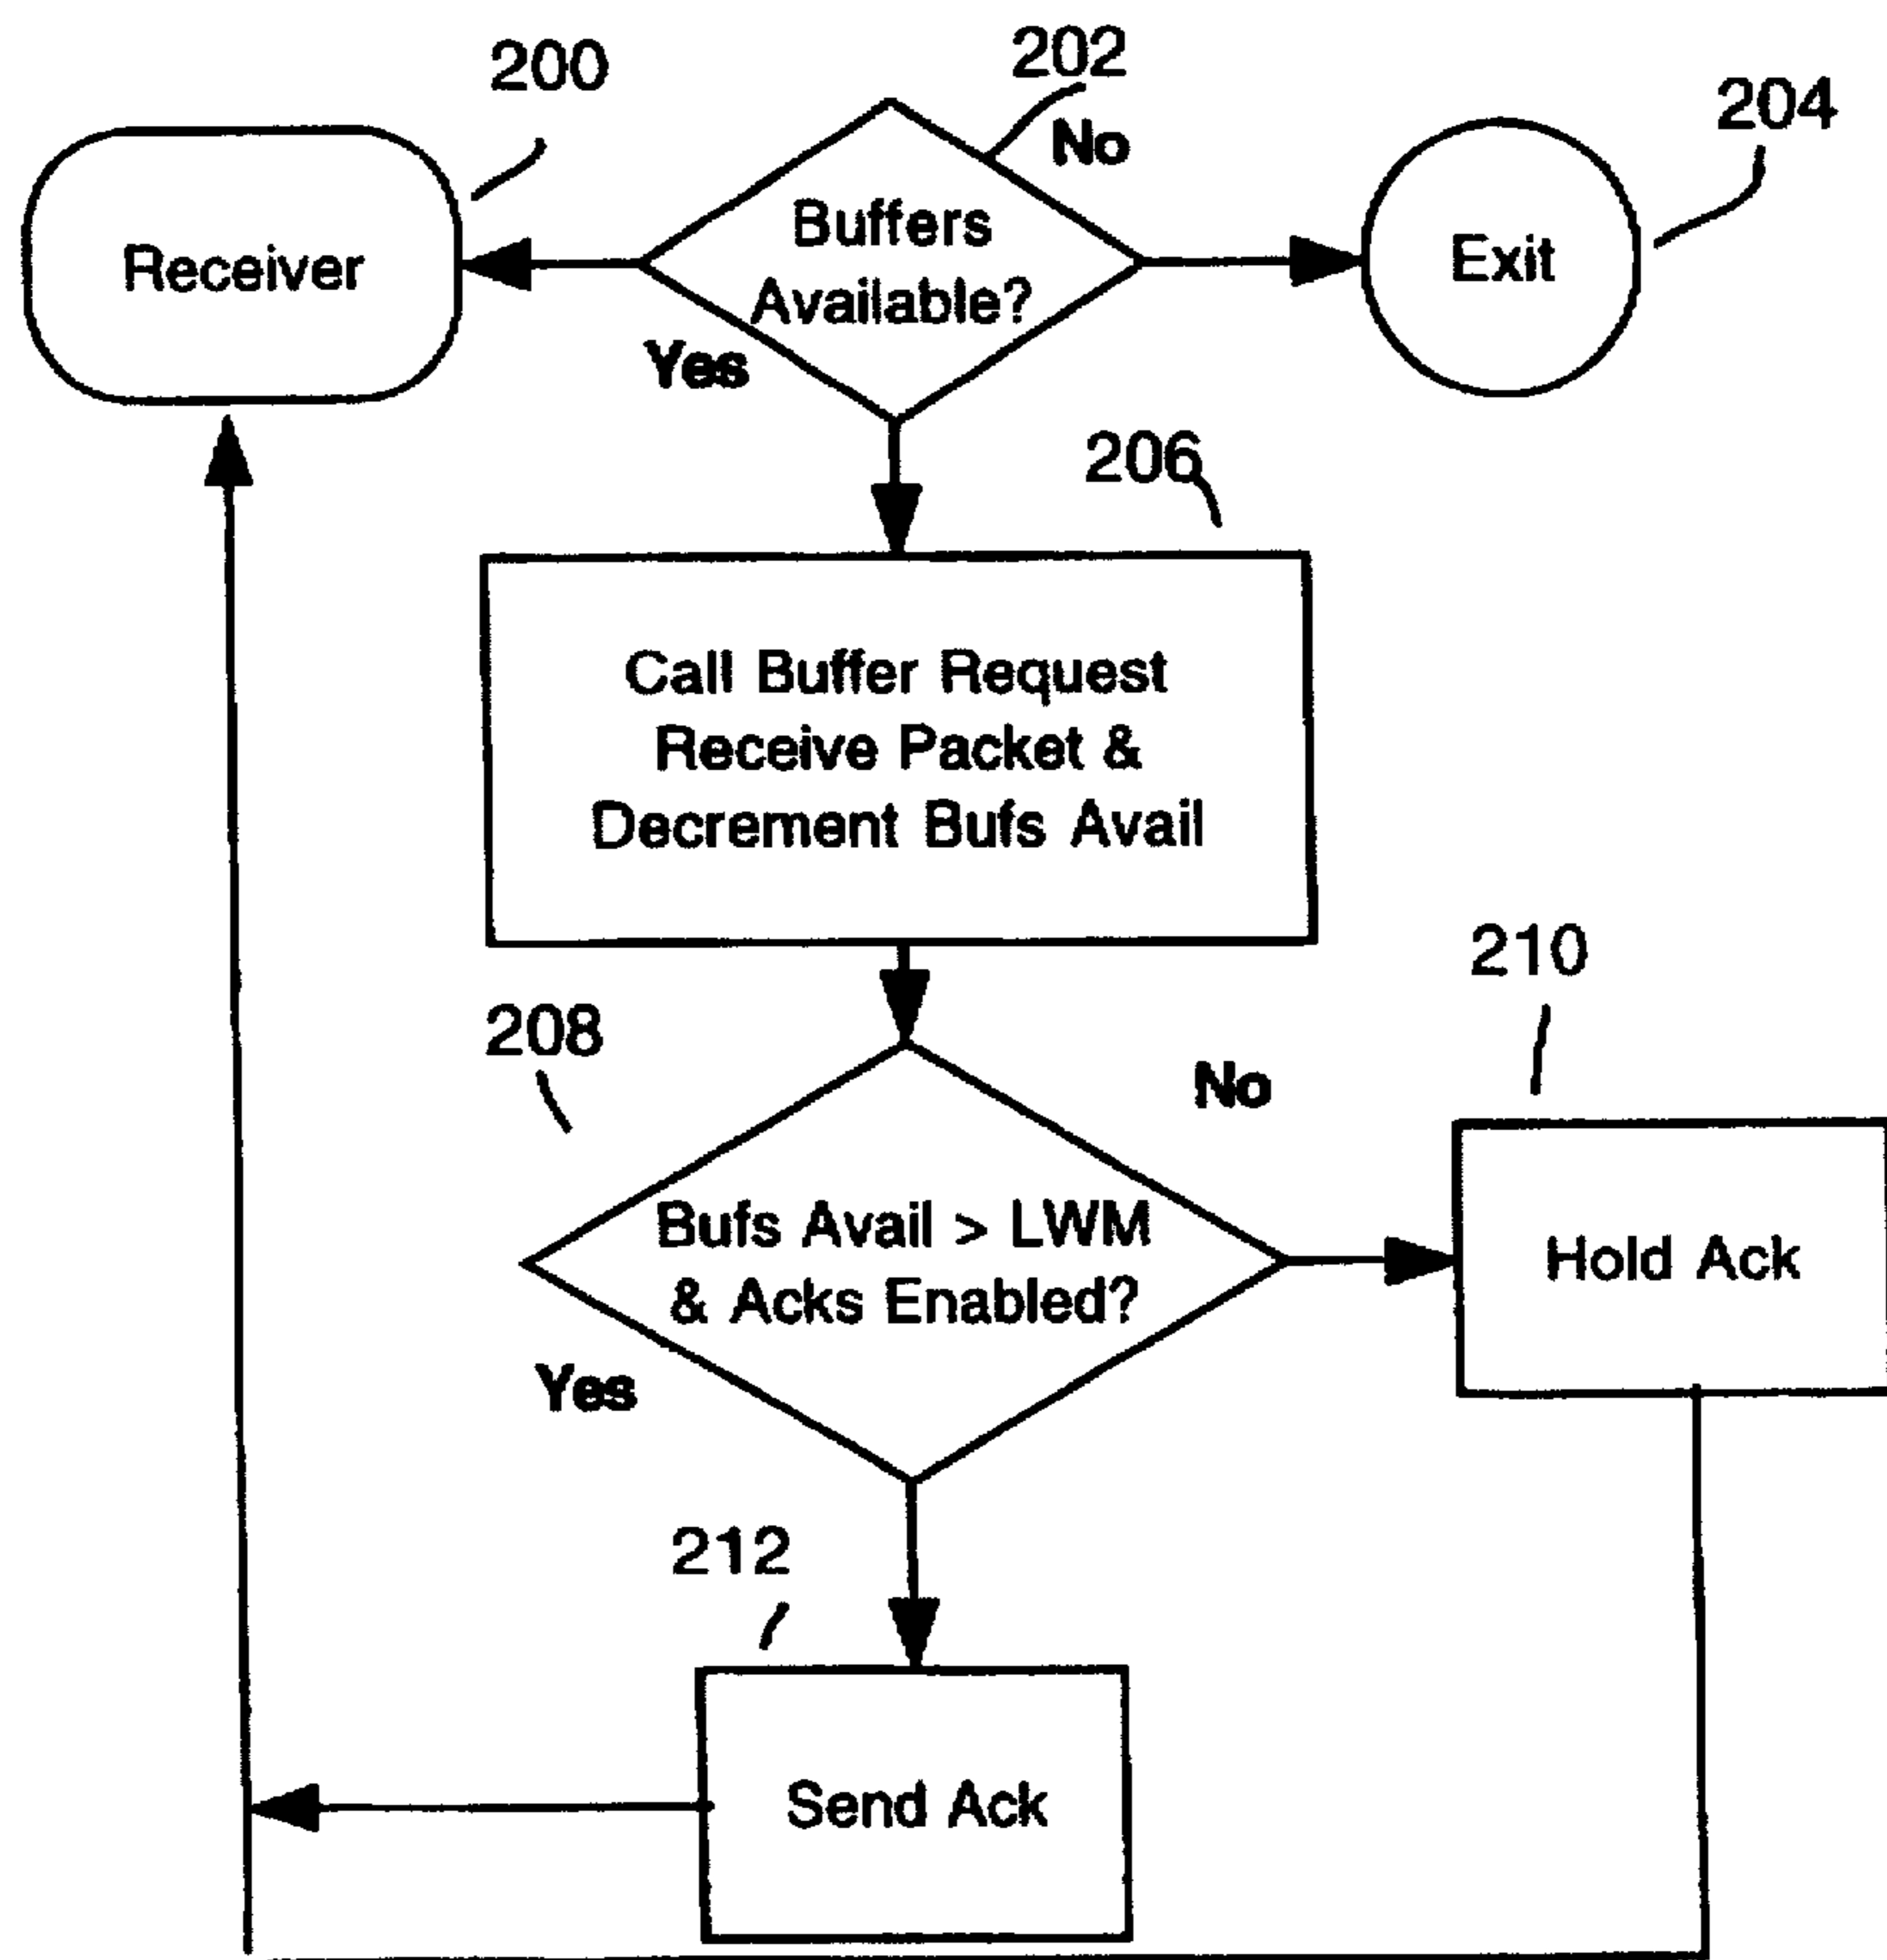 200
202
204
No
Receiver
Buffers
Available?
Exit
Yes
206
Call Buffer Request
Receive Packet &
Decrement Bufs Avail
208
210
No
Bufs Avail > LWM
& Acks Enabled?
Hold Ack
Yes
212
Send Ack